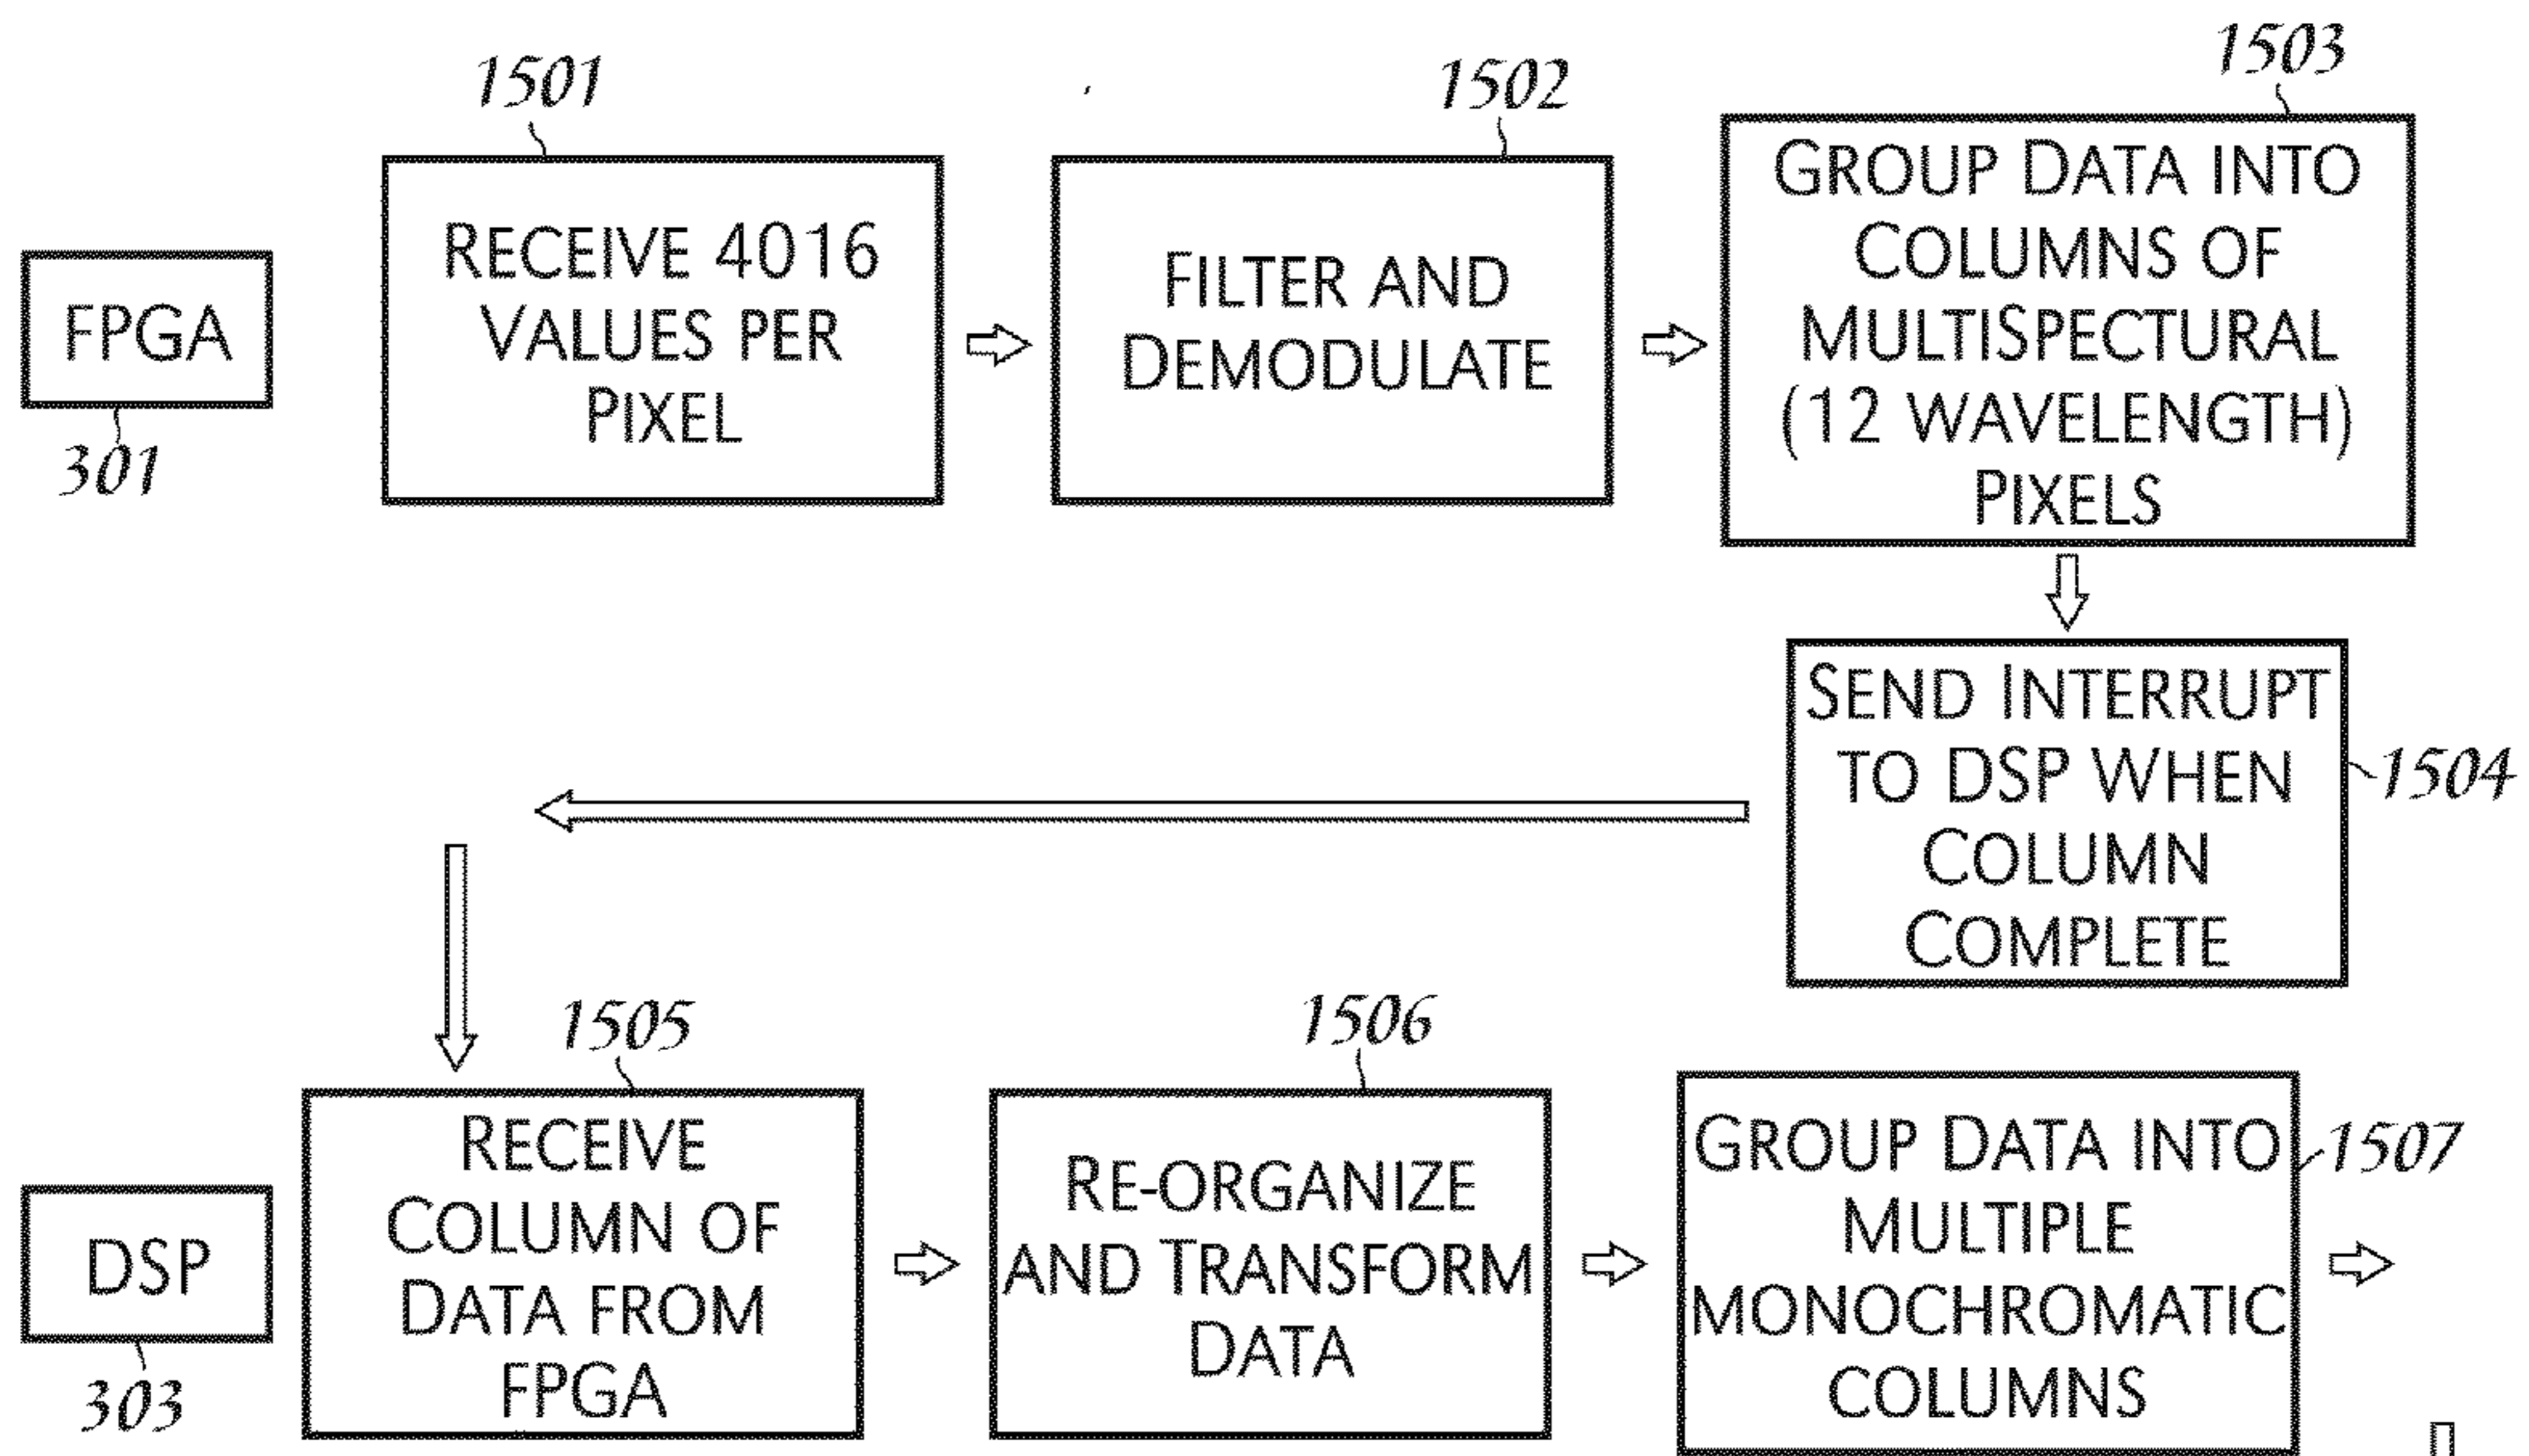 1501
1502
1503
FPGA
301
RECEIVE 4016
VALUES PER
PIXEL
FILTER AND
DEMODULATE
GROUP DATA INTO
COLUMNS OF
MULTISPECTURAL
(12 WAVELENGTH)
PIXELS
SEND INTERRUPT
TO DSP WHEN
COLUMN
COMPLETE
1504
1505
1506
1507
DSP
303
RECEIVE
COLUMN OF
DATA FROM
FPGA
RE-ORGANIZE
AND TRANSFORM
DATA
GROUP DATA INTO
MULTIPLE
MONOCHROMATIC
COLUMNS